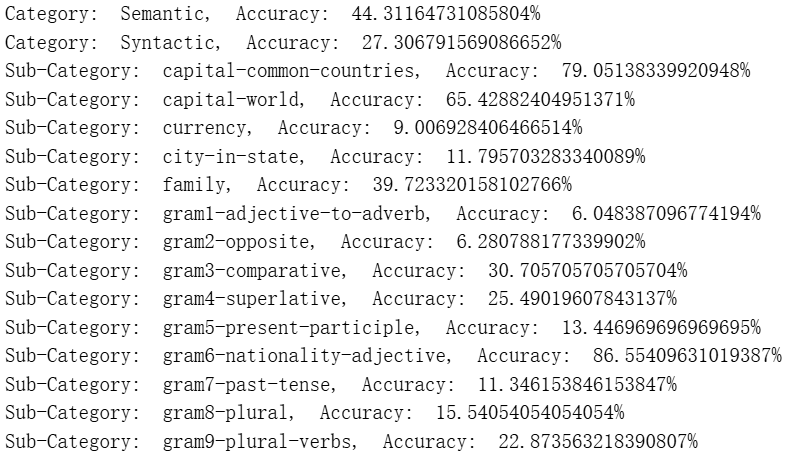 Category: Semantic, Accuracy: 44.31164731085804%
Category: Syntactic, Accuracy: 27.306791569086652%
Sub-Category: capital-common-countries, Accuracy: 79.05138339920948%
Sub-Category: capital-world, Accuracy: 65.42882404951371%
Sub-Category: currency, Accuracy: 9.006928406466514%
Sub-Category: city-in-state, Accuracy: 11.795703283340089%
Sub-Category: family, Accuracy: 39.723320158102766%
Sub-Category: gram1-adjective-to-adverb, Accuracy: 6.048387096774194%
Sub-Category: gram2-opposite, Accuracy: 6.280788177339902%
Sub-Category: gram3-comparative, Accuracy: 30.705705705705704%
Sub-Category: gram4-superlative, Accuracy: 25.49019607843137%
Sub-Category: gram5-present-participle, Accuracy: 13.446969696969695%
Sub-Category: gram6-nationality-adjective, Accuracy: 86.55409631019387%
Sub-Category: gram7-past-tense, Accuracy: 11.346153846153847%
Sub-Category: gram8-plural, Accuracy: 15.54054054054054%
Sub-Category: gram9-plural-verbs, Accuracy: 22.873563218390807%